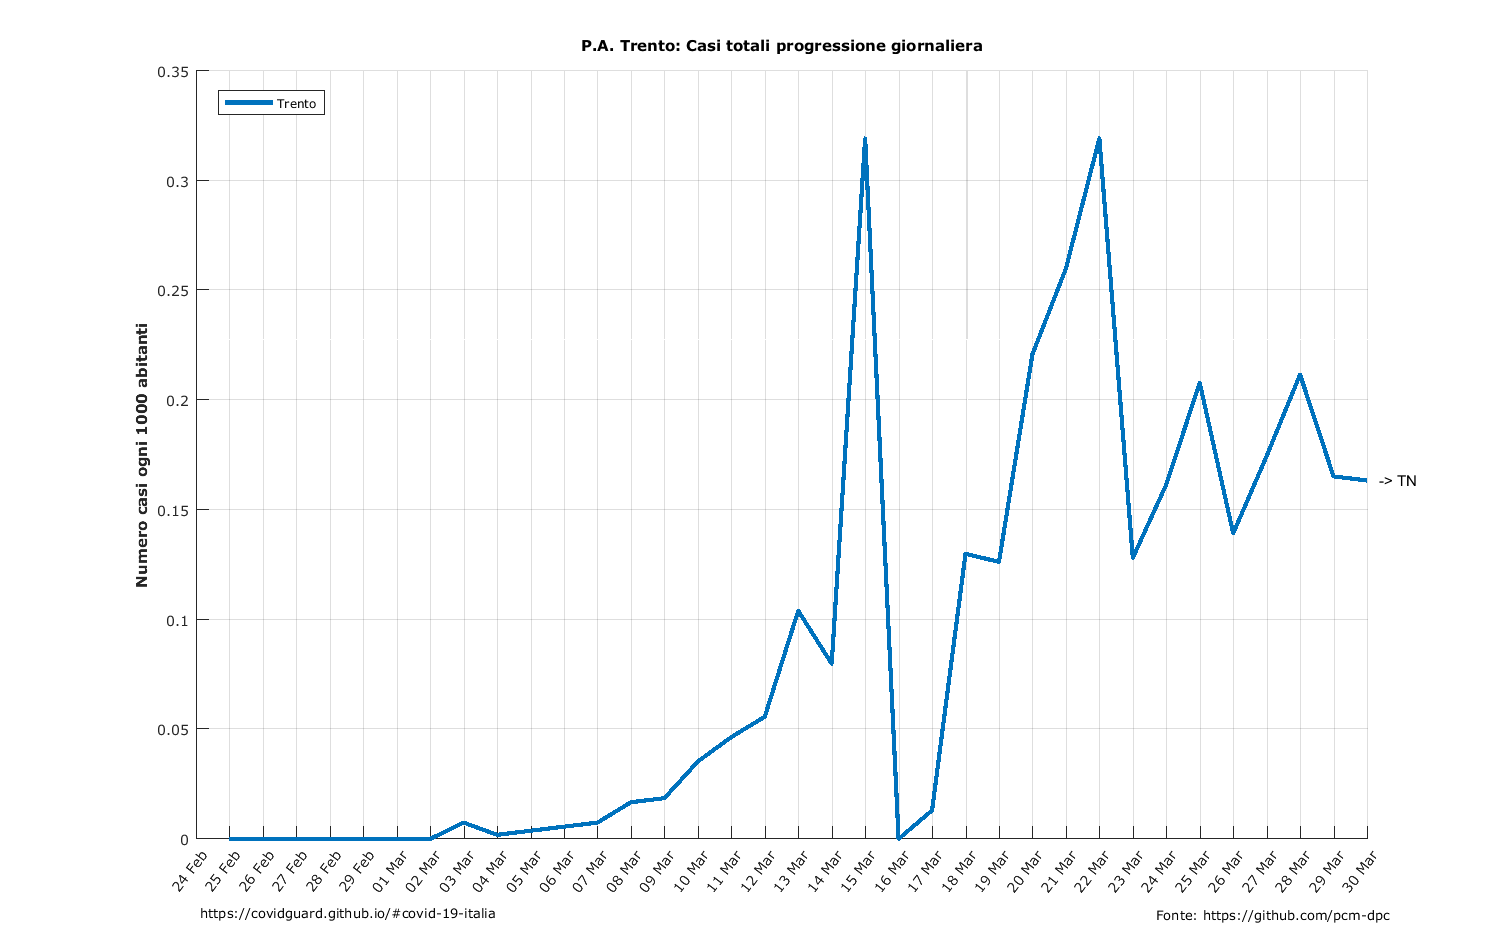 P.A. Trento: Casi totali progressione giornaliera
Trento
Numero casi ogni 1000 abitanti
0.35
0.3
0.25
0.2
0.15
0.1
0.05
0
-> TN
24 Feb
25 Feb
26 Feb
27 Feb
28 Feb
29 Feb
01 Mar
02 Mar
03 Mar
04 Mar
05 Mar
06 Mar
07 Mar
08 Mar
09 Mar
10 Mar
11 Mar
12 Mar
13 Mar
14 Mar
15 Mar
16 Mar
17 Mar
18 Mar
19 Mar
20 Mar
21 Mar
22 Mar
23 Mar
24 Mar
25 Mar
26 Mar
27 Mar
28 Mar
29 Mar
30 Mar
https://covidguard.github.io/#covid-19-italia
Fonte: https://github.com/pcm-dpc